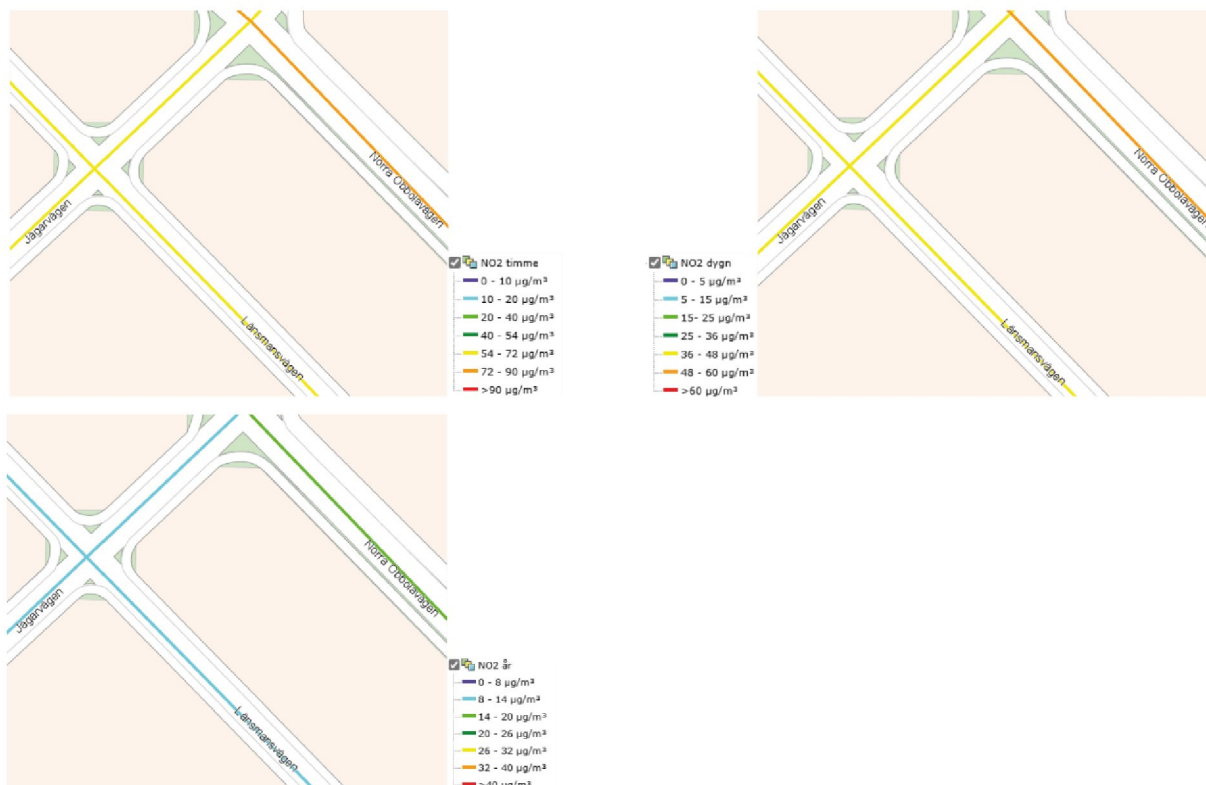 Norra Obbolavägen
Jägarvägen
Länsmansvägen
NO2 timme
0 - 10 µg/m³
10 - 20 µg/m³
20 - 40 µg/m³
40 - 54 µg/m³
54 - 72 µg/m³
72 - 90 µg/m³
>90 µg/m³
Norra Obbolavägen
Jägarvägen
Länsmansvägen
NO2 dygn
0 - 5 µg/m³
5 - 15 µg/m³
15- 25 µg/m³
25 - 36 µg/m³
36 - 48 µg/m³
48 - 60 µg/m³
>60 µg/m³
Norra Obbolavägen
Jägarvägen
Länsmansvägen
NO2 år
0 - 8 µg/m³
8 - 14 µg/m³
14 - 20 µg/m³
20 - 26 µg/m³
26 - 32 µg/m³
32 - 40 µg/m³
>40 µg/m³